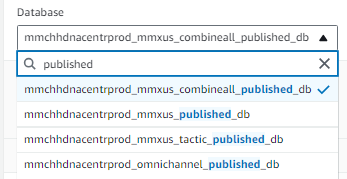 Database
mmchhdnacentrprod_mmxus_combineall_published_db
published
mmchhdnacentrprod_mmxus_combineall_published_db
mmchhdnacentrprod_mmxus_published_db
mmchhdnacentrprod_mmxus_tactic_published_db
mmchhdnacentrprod_omnichannel_published_db